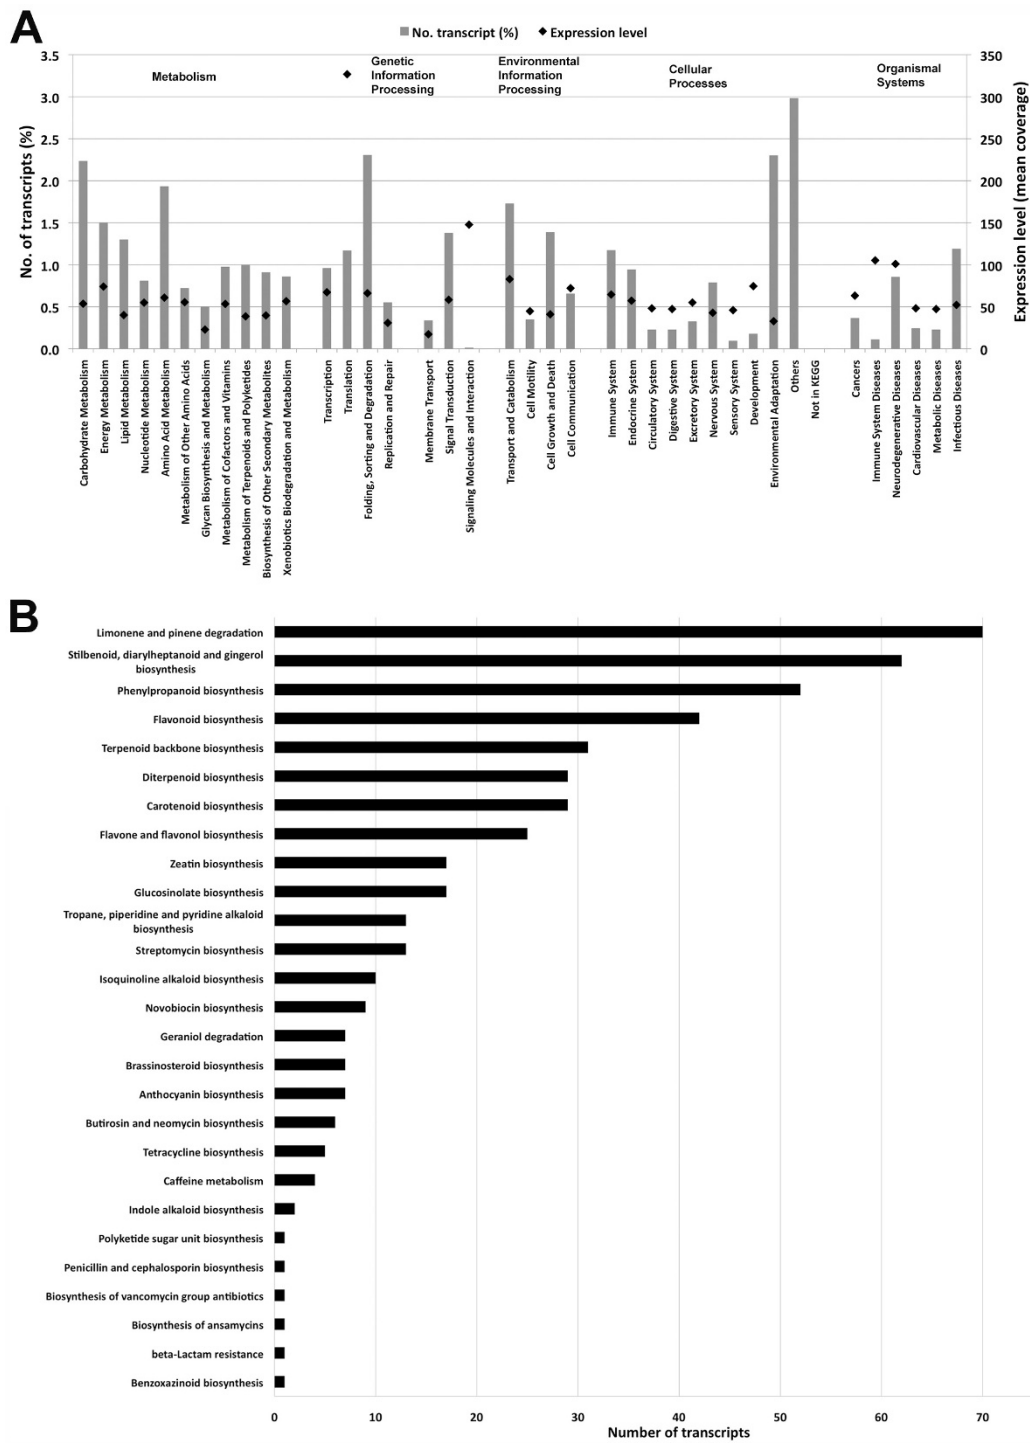 A
No. transcript (%) Expression level
3.5
3.0
2.5
2.0
1.5
1.0
0.5
0.0
No. of transcripts (%)
Metabolism
Genetic
Information
Processing
Environmental
Information
Processing
Cellular
Processes
Organismal
Systems
350
300
250
200
150
100
50
0
Expression level (mean coverage)
Carbohydrate Metabolism
Energy Metabolism
Lipid Metabolism
Nucleotide Metabolism
Amino Acid Metabolism
Metabolism of Other Amino Acids
Glycan Biosynthesis and Metabolism
Metabolism of Cofactors and Vitamins
Metabolism of Terpenoids and Polyketides
Biosynthesis of Other Secondary Metabolites
Xenobiotics Biodegradation and Metabolism
Transcription
Translation
Folding, Sorting and Degradation
Replication and Repair
Membrane Transport
Signal Transduction
Signaling Molecules and Interaction
Transport and Catabolism
Cell Motility
Cell Growth and Death
Cell Communication
Immune System
Endocrine System
Circulatory System
Digestive System
Excretory System
Nervous System
Sensory System
Development
Environmental Adaptation
Others
Not in KEGG
Cancers
Immune System Diseases
Neurodegenerative Diseases
Cardiovascular Diseases
Metabolic Diseases
Infectious Diseases
B
Limonene and pinene degradation
Stilbenoid, diarylheptanoid and gingerol
biosynthesis
Phenylpropanoid biosynthesis
Flavonoid biosynthesis
Terpenoid backbone biosynthesis
Diterpenoid biosynthesis
Carotenoid biosynthesis
Flavone and flavonol biosynthesis
Zeatin biosynthesis
Glucosinolate biosynthesis
Tropane, piperidine and pyridine alkaloid
biosynthesis
Streptomycin biosynthesis
Isoquinoline alkaloid biosynthesis
Novobiocin biosynthesis
Geraniol degradation
Brassinosteroid biosynthesis
Anthocyanin biosynthesis
Butirosin and neomycin biosynthesis
Tetracycline biosynthesis
Caffeine metabolism
Indole alkaloid biosynthesis
Polyketide sugar unit biosynthesis
Penicillin and cephalosporin biosynthesis
Biosynthesis of vancomycin group antibiotics
Biosynthesis of ansamycins
beta-Lactam resistance
Benzoxazinoid biosynthesis
0 10 20 30 40 50 60 70
Number of transcripts